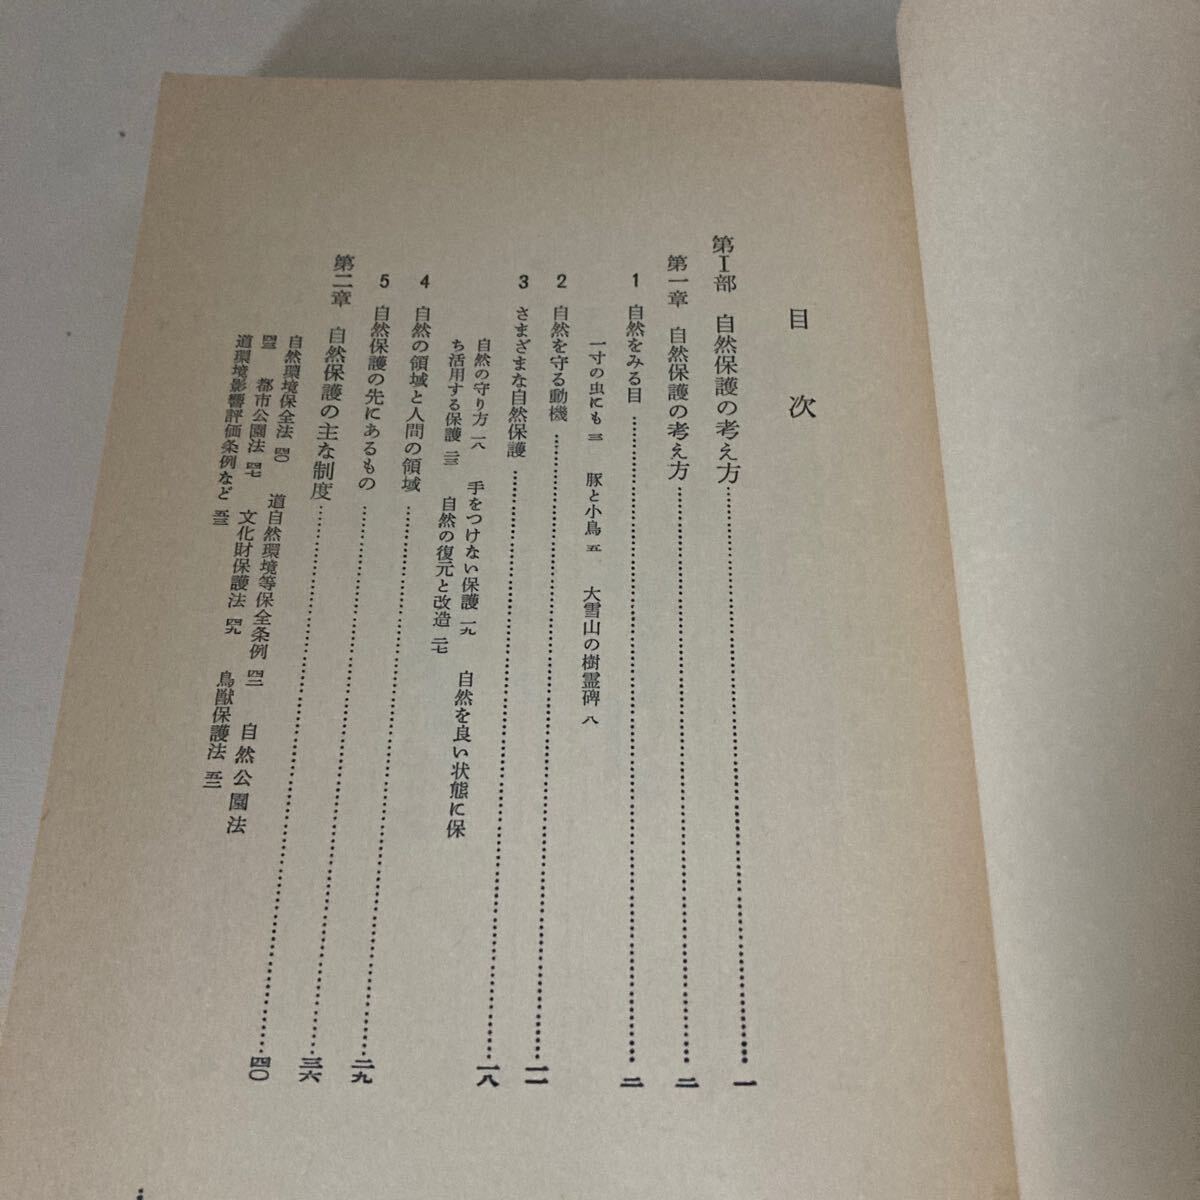 目次
第Ⅰ部 自然保護の考え方……一
第一章 自然保護の考え方……二
1 自然をみる目……二
一寸の虫にも 三 豚と小鳥 五 大雪山の樹霊碑 八
2 自然を守る動機……一一
3 さまざまな自然保護……一八
自然の守り方 一八 手をつけない保護 一九 自然を良い状態に保
ち活用する保護 二三 自然の復元と改造 二七
4 自然の領域と人間の領域……二九
5 自然保護の先にあるもの……三六
第二章 自然保護の主な制度……四〇
自然環境保全法 四〇 道自然環境等保全条例 四二 自然公園法
四三 都市公園法 四七 文化財保護法 四九 鳥獣保護法 五二
道環境影響評価条例など 五三